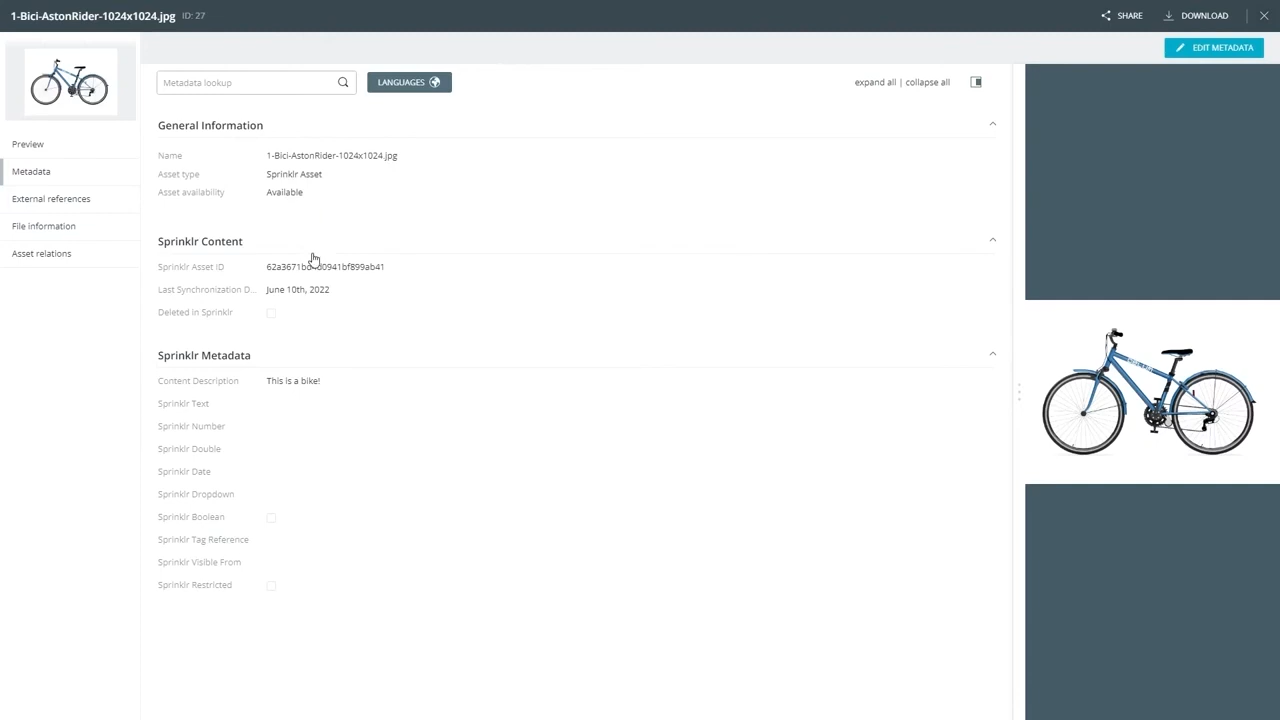 1-Bici-AstonRider-1024x1024.jpg ID: 27
SHARE DOWNLOAD
EDIT METADATA
Metadata lookup LANGUAGES expand all | collapse all
Preview
Metadata
External references
File information
Asset relations
General Information
Name 1-Bici-AstonRider-1024x1024.jpg
Asset type Sprinklr Asset
Asset availability Available
Sprinklr Content
Sprinklr Asset ID
Last Synchronization D... June 10th, 2022
Deleted in Sprinklr
Sprinklr Metadata
Content Description This is a bike!
Sprinklr Text
Sprinklr Number
Sprinklr Double
Sprinklr Date
Sprinklr Dropdown
Sprinklr Boolean
Sprinklr Tag Reference
Sprinklr Visible From
Sprinklr Restricted